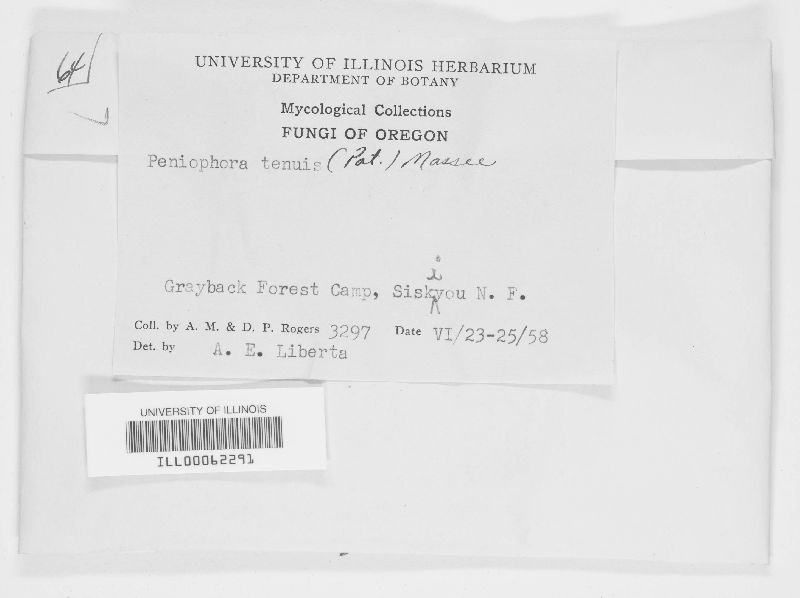 64
UNIVERSITY OF ILLINOIS HERBARIUM
DEPARTMENT OF BOTANY
Mycological Collections
FUNGI OF OREGON
Peniophora tenuis (Pat.) Massee
Grayback Forest Camp, Siskiyou N. F.
Coll. by A. M. & D. P. Rogers 3297 Date VI/23-25/58
Det. by A. E. Liberta
UNIVERSITY OF ILLINOIS
ILL00062291